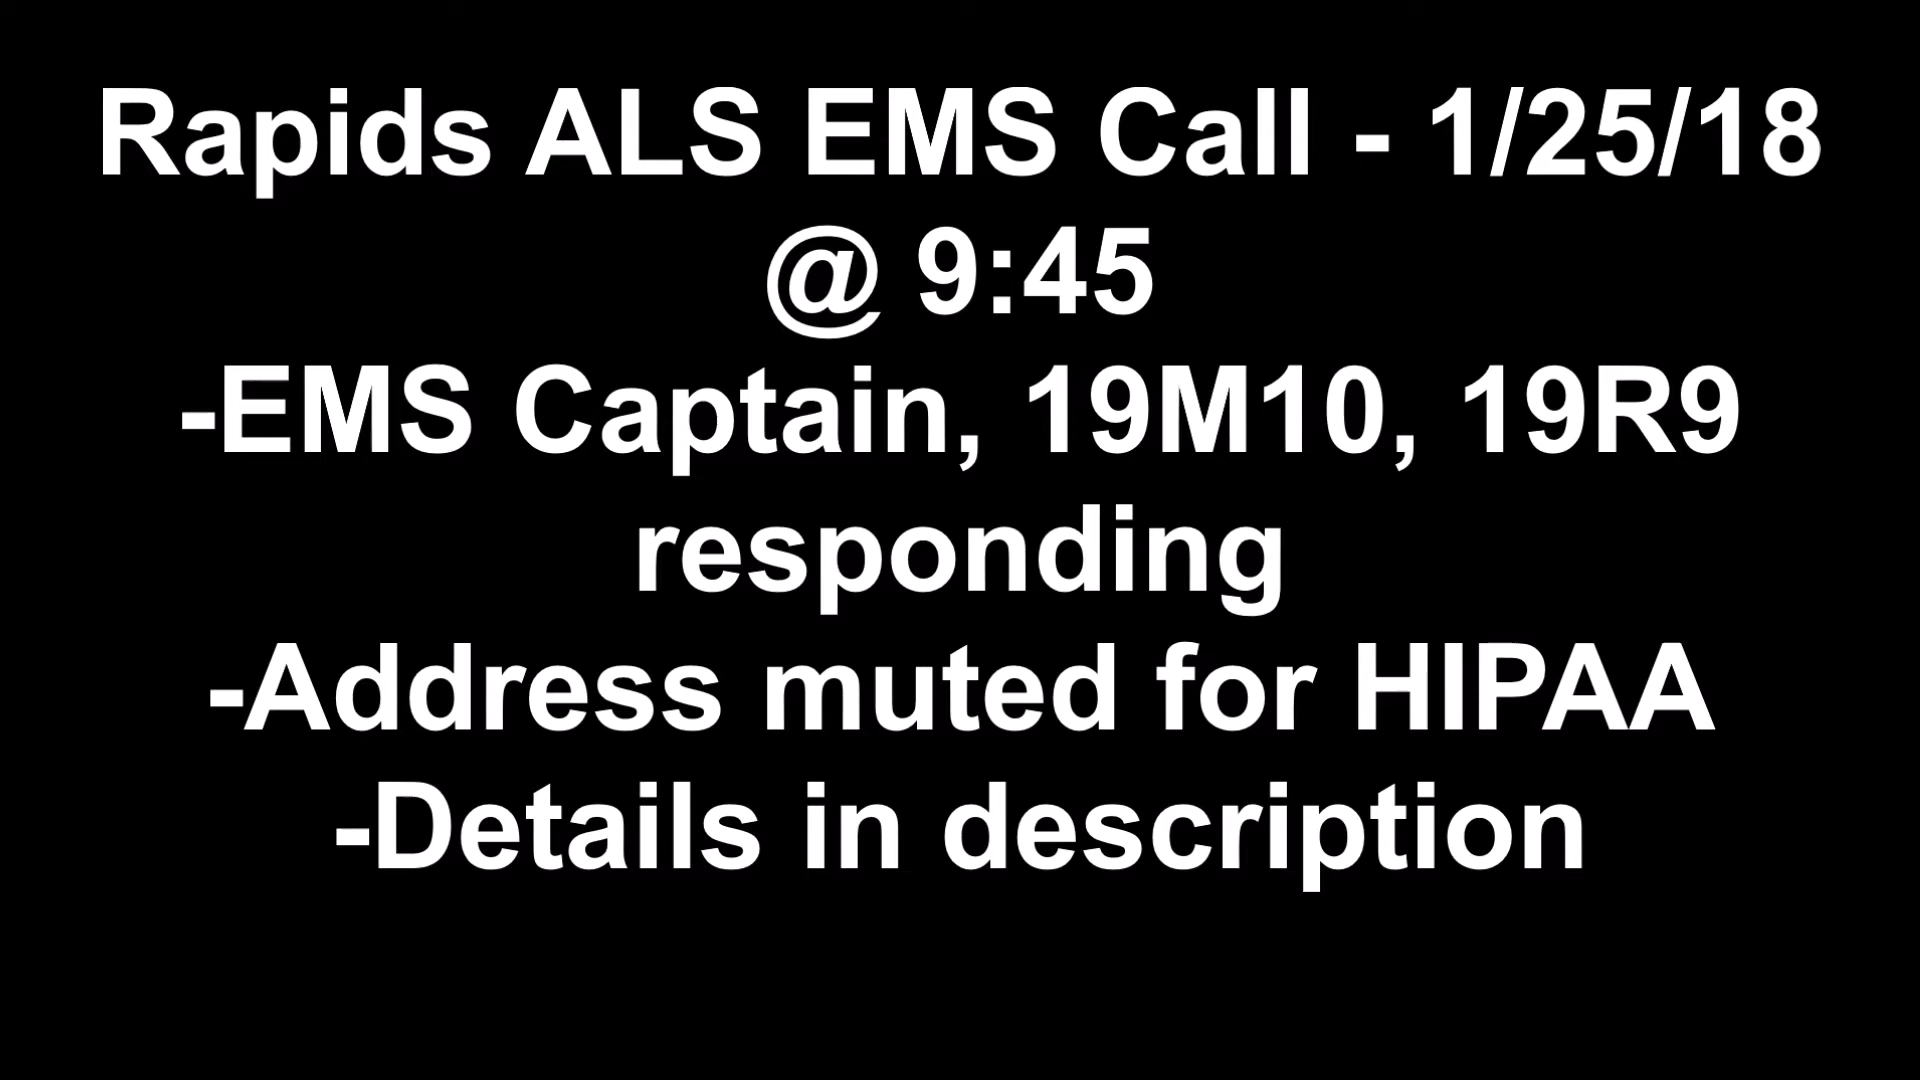 Rapids ALS EMS Call - 1/25/18
@ 9:45
-EMS Captain, 19M10, 19R9
responding
-Address muted for HIPAA
-Details in description